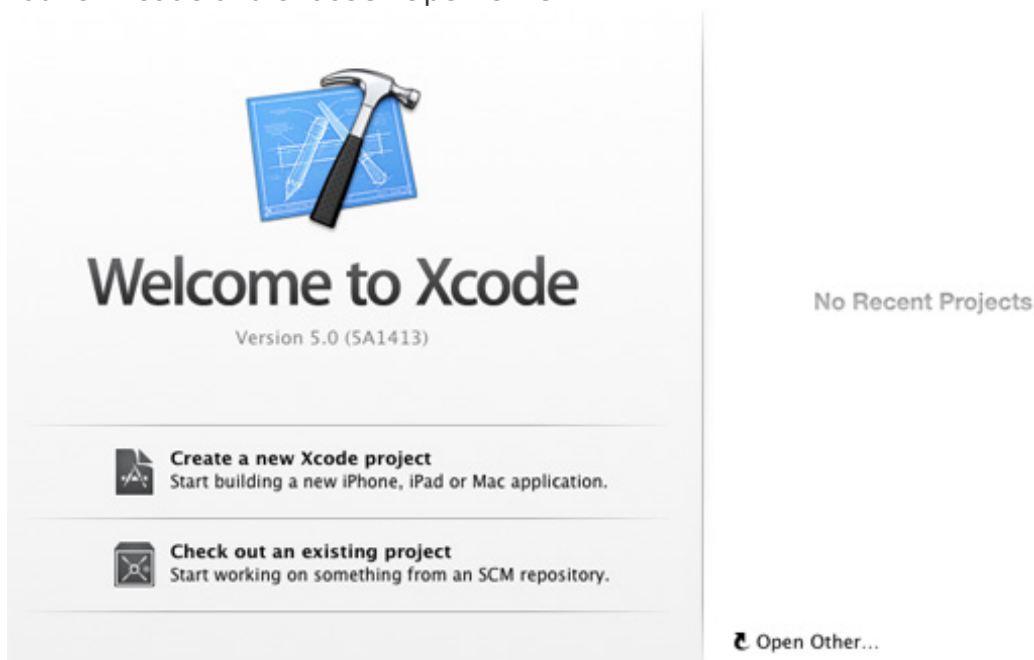 Welcome to Xcode
Version 5.0 (5A1413)
No Recent Projects
Create a new Xcode project
Start building a new iPhone, iPad or Mac application.
Check out an existing project
Start working on something from an SCM repository.
Open Other...